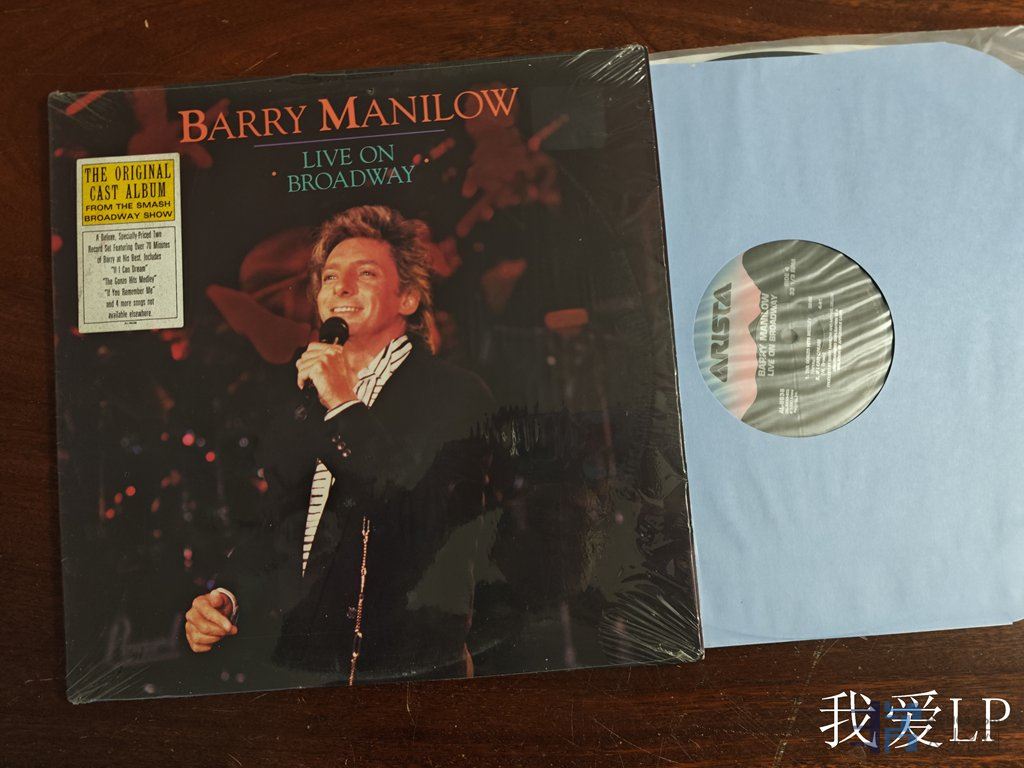 BARRY MANILOW
LIVE ON
BROADWAY
THE ORIGINAL
CAST ALBUM
FROM THE SMASH
BROADWAY SHOW
A Deluxe, Specially-Priced Two
Record Set Featuring Over 70 Minutes
of Barry at His Best. Includes
"If I Can Dream"
"The Gonzo Hits Medley"
"If You Remember Me"
and 4 more songs not
available elsewhere.
ARISTA
BARRY MANILOW
LIVE ON BROADWAY
我爱LP